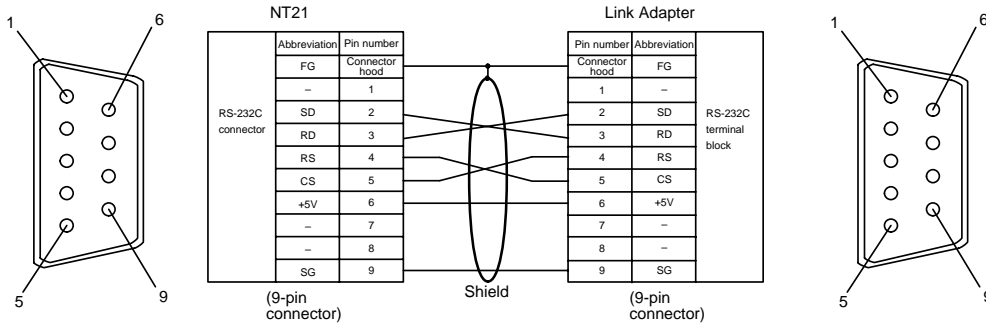 NT21
Link Adapter
1
6
5
9
Abbreviation Pin number
FG Connector hood
– 1
SD 2
RD 3
RS 4
CS 5
+5V 6
– 7
– 8
SG 9
RS-232C
connector
(9-pin
connector)
Shield
Pin number Abbreviation
Connector hood FG
1 –
2 SD
3 RD
4 RS
5 CS
6 +5V
7 –
8 –
9 SG
RS-232C
terminal
block
(9-pin
connector)
1
6
5
9